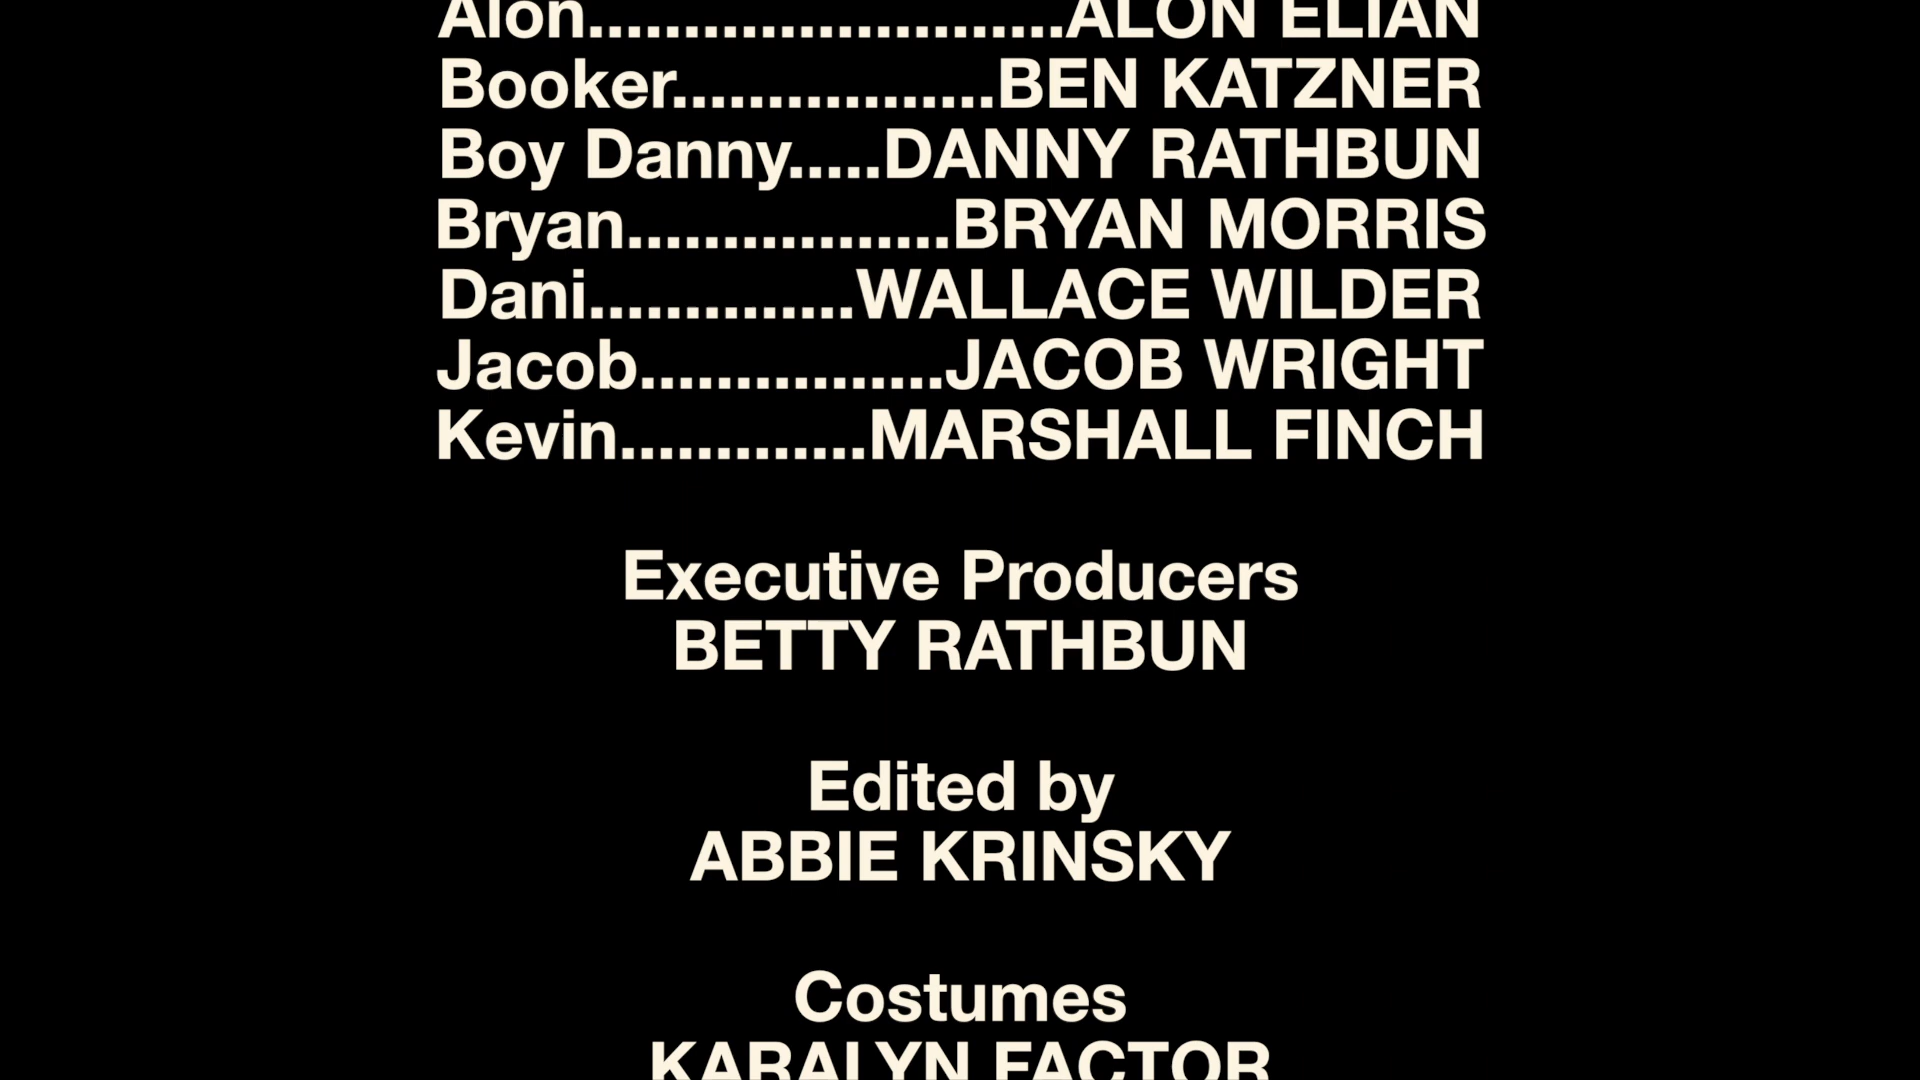 Alon.........................ALON ELIAN
Booker.................BEN KATZNER
Boy Danny.....DANNY RATHBUN
Bryan.................BRYAN MORRIS
Dani..............WALLACE WILDER
Jacob................JACOB WRIGHT
Kevin.............MARSHALL FINCH
Executive Producers
BETTY RATHBUN
Edited by
ABBIE KRINSKY
Costumes
KARALYN FACTOR